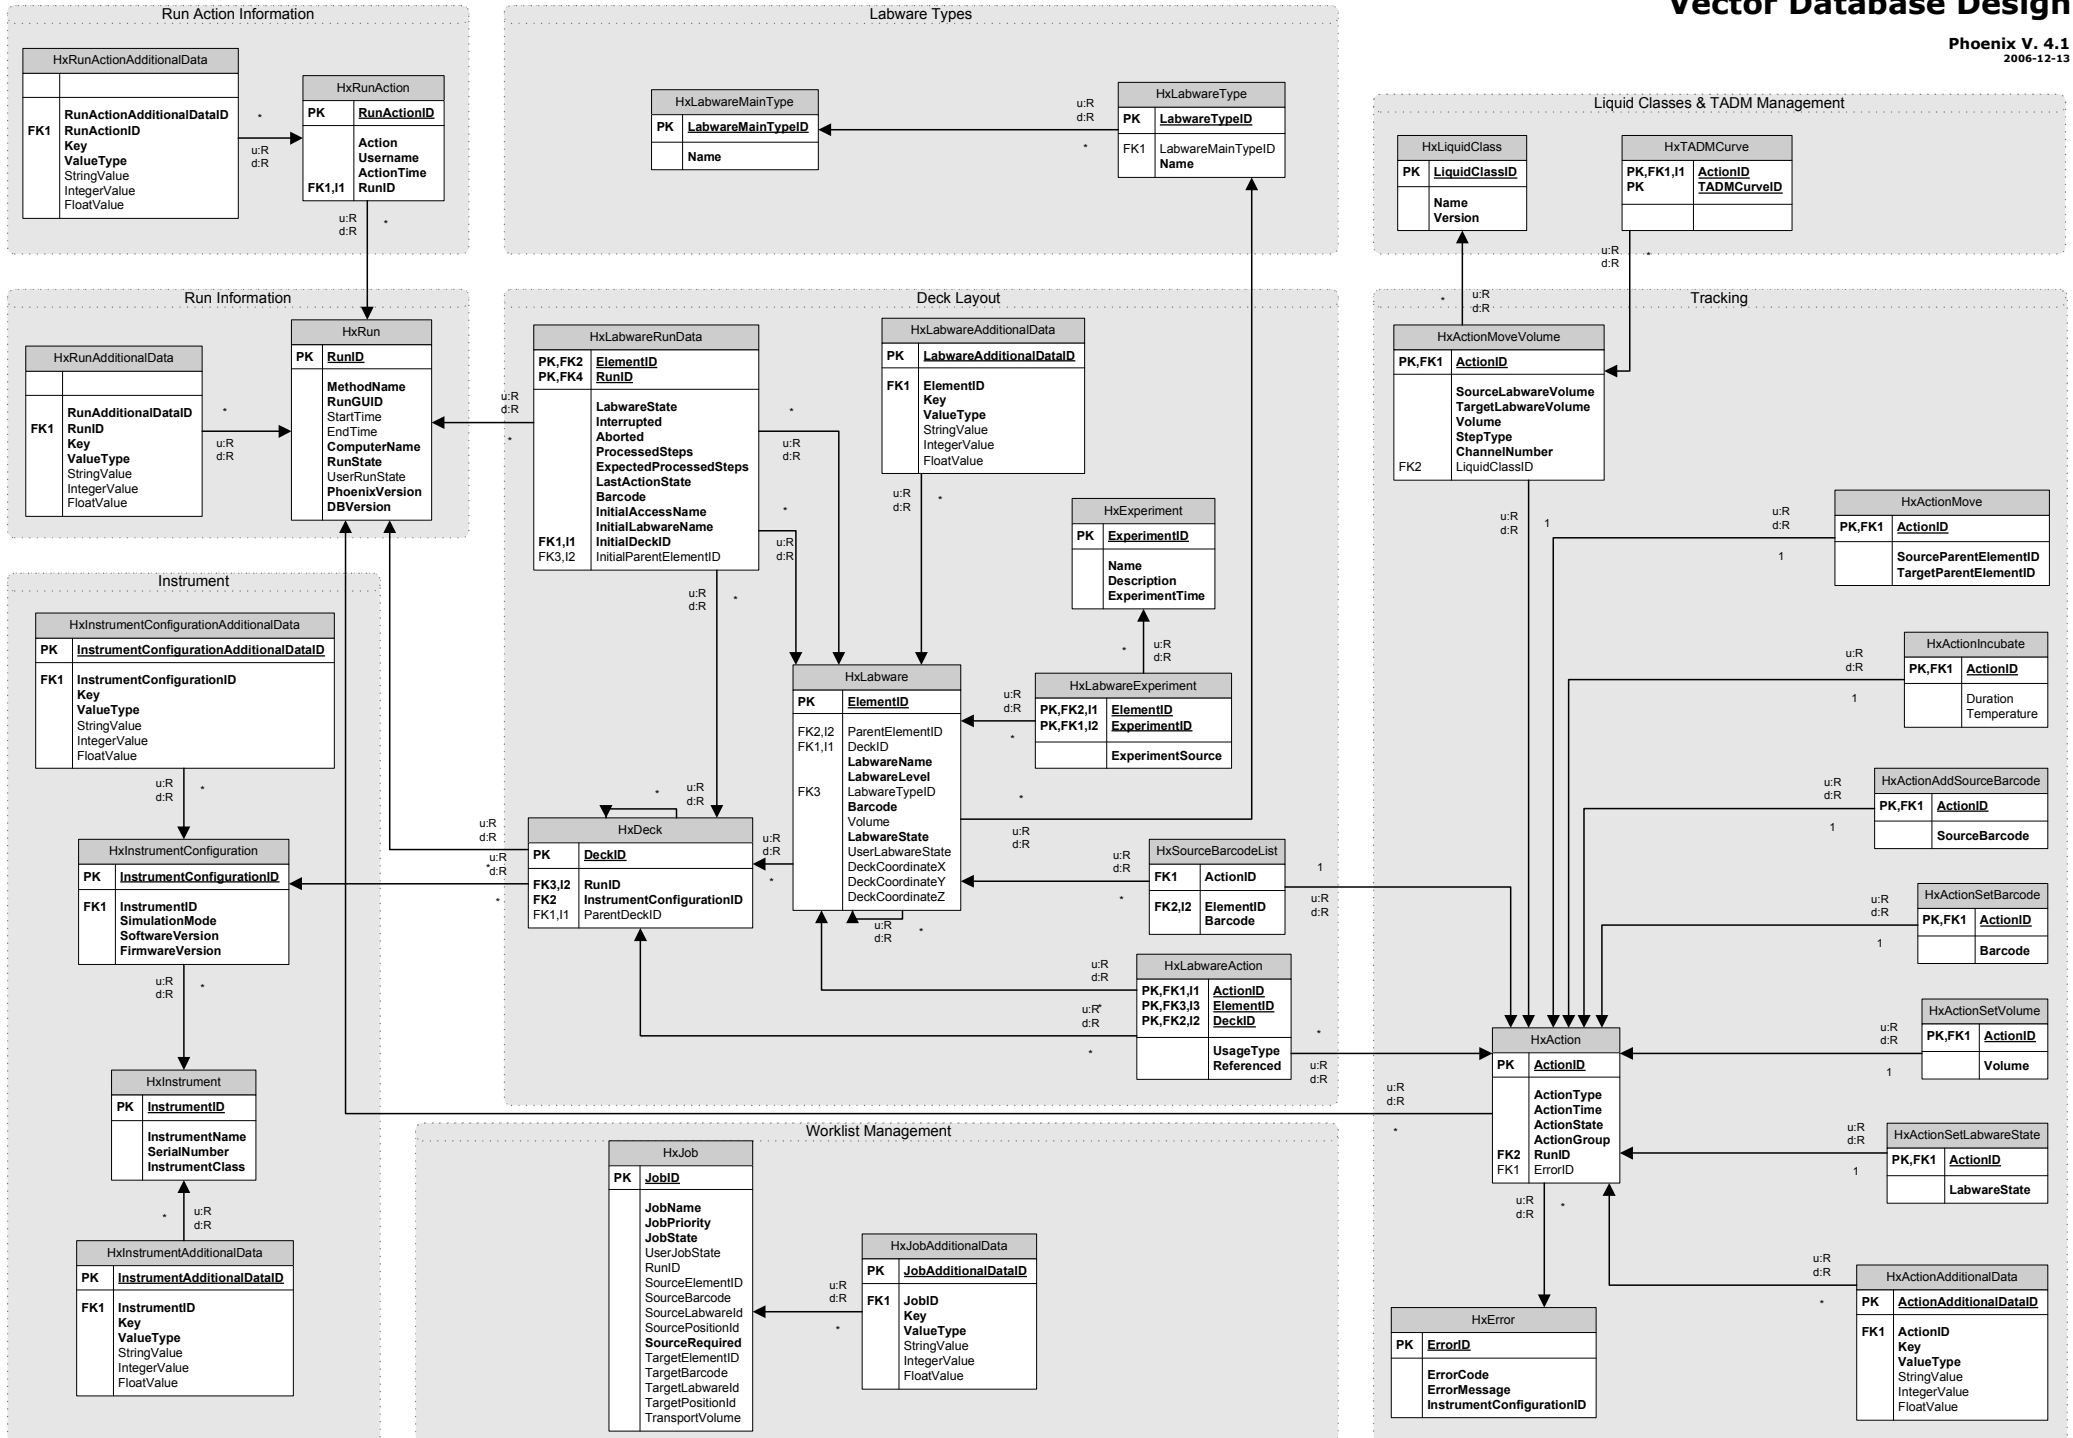 Vector Database Design
Phoenix V. 4.1
2006-12-13
Run Action Information
HxRunActionAdditionalData
RunActionAdditionalDataID
FK1 RunActionID
Key
ValueType
StringValue
IntegerValue
FloatValue
*
u:R
d:R
HxRunAction
PK RunActionID
Action
Username
ActionTime
FK1,I1 RunID
u:R
d:R
*
Labware Types
HxLabwareMainType
PK LabwareMainTypeID
Name
u:R
d:R
*
HxLabwareType
PK LabwareTypeID
FK1 LabwareMainTypeID
Name
Liquid Classes & TADM Management
HxLiquidClass
PK LiquidClassID
Name
Version
HxTADMCurve
PK,FK1,I1 ActionID
PK TADMCurveID
u:R
d:R
*
Run Information
HxRunAdditionalData
RunAdditionalDataID
FK1 RunID
Key
ValueType
StringValue
IntegerValue
FloatValue
*
u:R
d:R
HxRun
PK RunID
MethodName
RunGUID
StartTime
EndTime
ComputerName
RunState
UserRunState
PhoenixVersion
DBVersion
Deck Layout
u:R
d:R
*
HxLabwareRunData
PK,FK2 ElementID
PK,FK4 RunID
LabwareState
Interrupted
Aborted
ProcessedSteps
ExpectedProcessedSteps
LastActionState
Barcode
InitialAccessName
InitialLabwareName
FK1,I1 InitialDeckID
FK3,I2 InitialParentElementID
*
u:R
d:R
*
u:R
d:R
u:R
d:R
*
HxLabwareAdditionalData
PK LabwareAdditionalDataID
FK1 ElementID
Key
ValueType
StringValue
IntegerValue
FloatValue
u:R
d:R
*
HxExperiment
PK ExperimentID
Name
Description
ExperimentTime
*
u:R
d:R
HxLabwareExperiment
PK,FK2,I1 ElementID
PK,FK1,I2 ExperimentID
ExperimentSource
u:R
d:R
*
HxLabware
PK ElementID
FK2,I2 ParentElementID
FK1,I1 DeckID
LabwareName
LabwareLevel
FK3 LabwareTypeID
Barcode
Volume
LabwareState
UserLabwareState
DeckCoordinateX
DeckCoordinateY
DeckCoordinateZ
u:R
d:R
*
*
u:R
d:R
u:R
d:R
*
*
u:R
d:R
HxDeck
PK DeckID
FK3,I2 RunID
FK2 InstrumentConfigurationID
FK1,I1 ParentDeckID
u:R
d:R
*
u:R
d:R
*
HxSourceBarcodeList
FK1 ActionID
FK2,I2 ElementID
Barcode
u:R
d:R
*
1
u:R
d:R
HxLabwareAction
PK,FK1,I1 ActionID
PK,FK3,I3 ElementID
PK,FK2,I2 DeckID
UsageType
Referenced
u:R
d:R
*
u:R
d:R
*
*
u:R
d:R
Instrument
HxInstrumentConfigurationAdditionalData
PK InstrumentConfigurationAdditionalDataID
FK1 InstrumentConfigurationID
Key
ValueType
StringValue
IntegerValue
FloatValue
u:R
d:R
*
HxInstrumentConfiguration
PK InstrumentConfigurationID
FK1 InstrumentID
SimulationMode
SoftwareVersion
FirmwareVersion
u:R
d:R
*
HxInstrument
PK InstrumentID
InstrumentName
SerialNumber
InstrumentClass
*
u:R
d:R
HxInstrumentAdditionalData
PK InstrumentAdditionalDataID
FK1 InstrumentID
Key
ValueType
StringValue
IntegerValue
FloatValue
Worklist Management
HxJob
PK JobID
JobName
JobPriority
JobState
UserJobState
RunID
SourceElementID
SourceBarcode
SourceLabwareId
SourcePositionId
SourceRequired
TargetElementID
TargetBarcode
TargetLabwareId
TargetPositionId
TransportVolume
u:R
d:R
*
HxJobAdditionalData
PK JobAdditionalDataID
FK1 JobID
Key
ValueType
StringValue
IntegerValue
FloatValue
Tracking
*
u:R
d:R
HxActionMoveVolume
PK,FK1 ActionID
SourceLabwareVolume
TargetLabwareVolume
Volume
StepType
ChannelNumber
FK2 LiquidClassID
u:R
d:R
1
HxActionMove
PK,FK1 ActionID
SourceParentElementID
TargetParentElementID
u:R
d:R
1
HxActionIncubate
PK,FK1 ActionID
Duration
Temperature
u:R
d:R
1
HxActionAddSourceBarcode
PK,FK1 ActionID
SourceBarcode
u:R
d:R
1
HxActionSetBarcode
PK,FK1 ActionID
Barcode
u:R
d:R
1
HxActionSetVolume
PK,FK1 ActionID
Volume
u:R
d:R
1
HxAction
PK ActionID
ActionType
ActionTime
ActionState
ActionGroup
FK2 RunID
FK1 ErrorID
u:R
d:R
*
u:R
d:R
*
HxActionSetLabwareState
PK,FK1 ActionID
LabwareState
u:R
d:R
1
HxActionAdditionalData
PK ActionAdditionalDataID
FK1 ActionID
Key
ValueType
StringValue
IntegerValue
FloatValue
u:R
d:R
*
HxError
PK ErrorID
ErrorCode
ErrorMessage
InstrumentConfigurationID